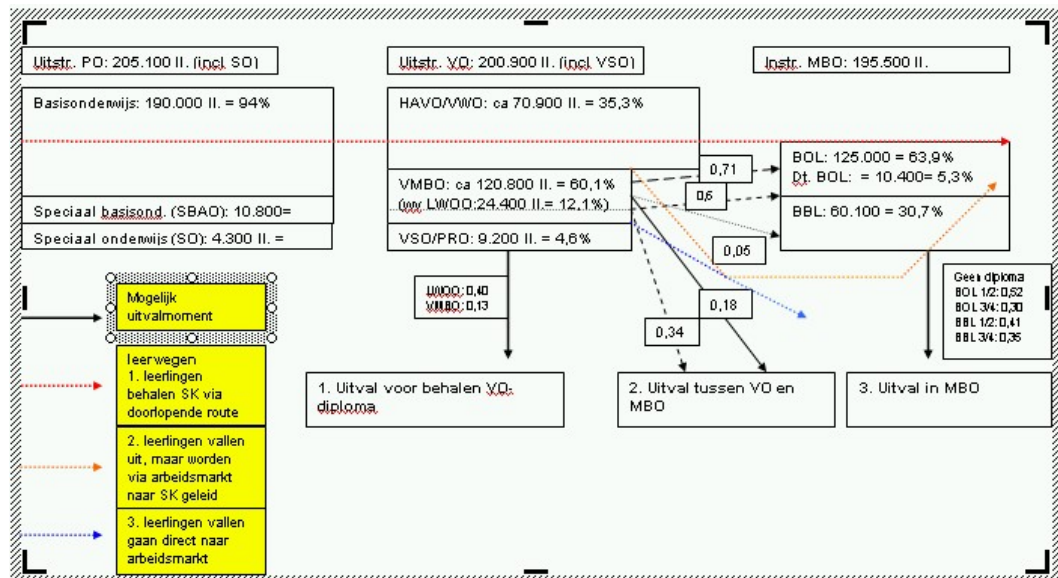 Uitstr. PO: 205.100 ll. (incl SO)
Uitstr. VO: 200.900 ll. (incl VSO)
Instr. MBO: 195.500 ll.
Basisonderwijs: 190.000 ll. = 94%
Speciaal basisond. (SBAO): 10.800=
Speciaal onderwijs (SO): 4.300 ll. =
HAVO/VWO: ca 70.900 ll. = 35,3%
VMBO: ca 120.800 ll. = 60,1%
(wv LWOO:24.400 ll.= 12,1%)
VSO/PRO: 9.200 ll. = 4,6%
BOL: 125.000 = 63,9%
Dt. BOL: = 10.400= 5,3%
BBL: 60.100 = 30,7%
0,71
0,6
0,05
0,18
0,34
LWOO: 0,40
VMBO: 0,13
Geen diploma
BOL 1/2: 0,52
BOL 3/4: 0,30
BBL 1/2: 0,41
BBL 3/4: 0,35
1. Uitval voor behalen VO-
diploma
2. Uitval tussen VO en
MBO
3. Uitval in MBO
Mogelijk
uitvalmoment
leerwegen
1. leerlingen
behalen SK via
doorlopende route
2. leerlingen vallen
uit, maar worden
via arbeidsmarkt
naar SK geleid
3. leerlingen vallen
gaan direct naar
arbeidsmarkt